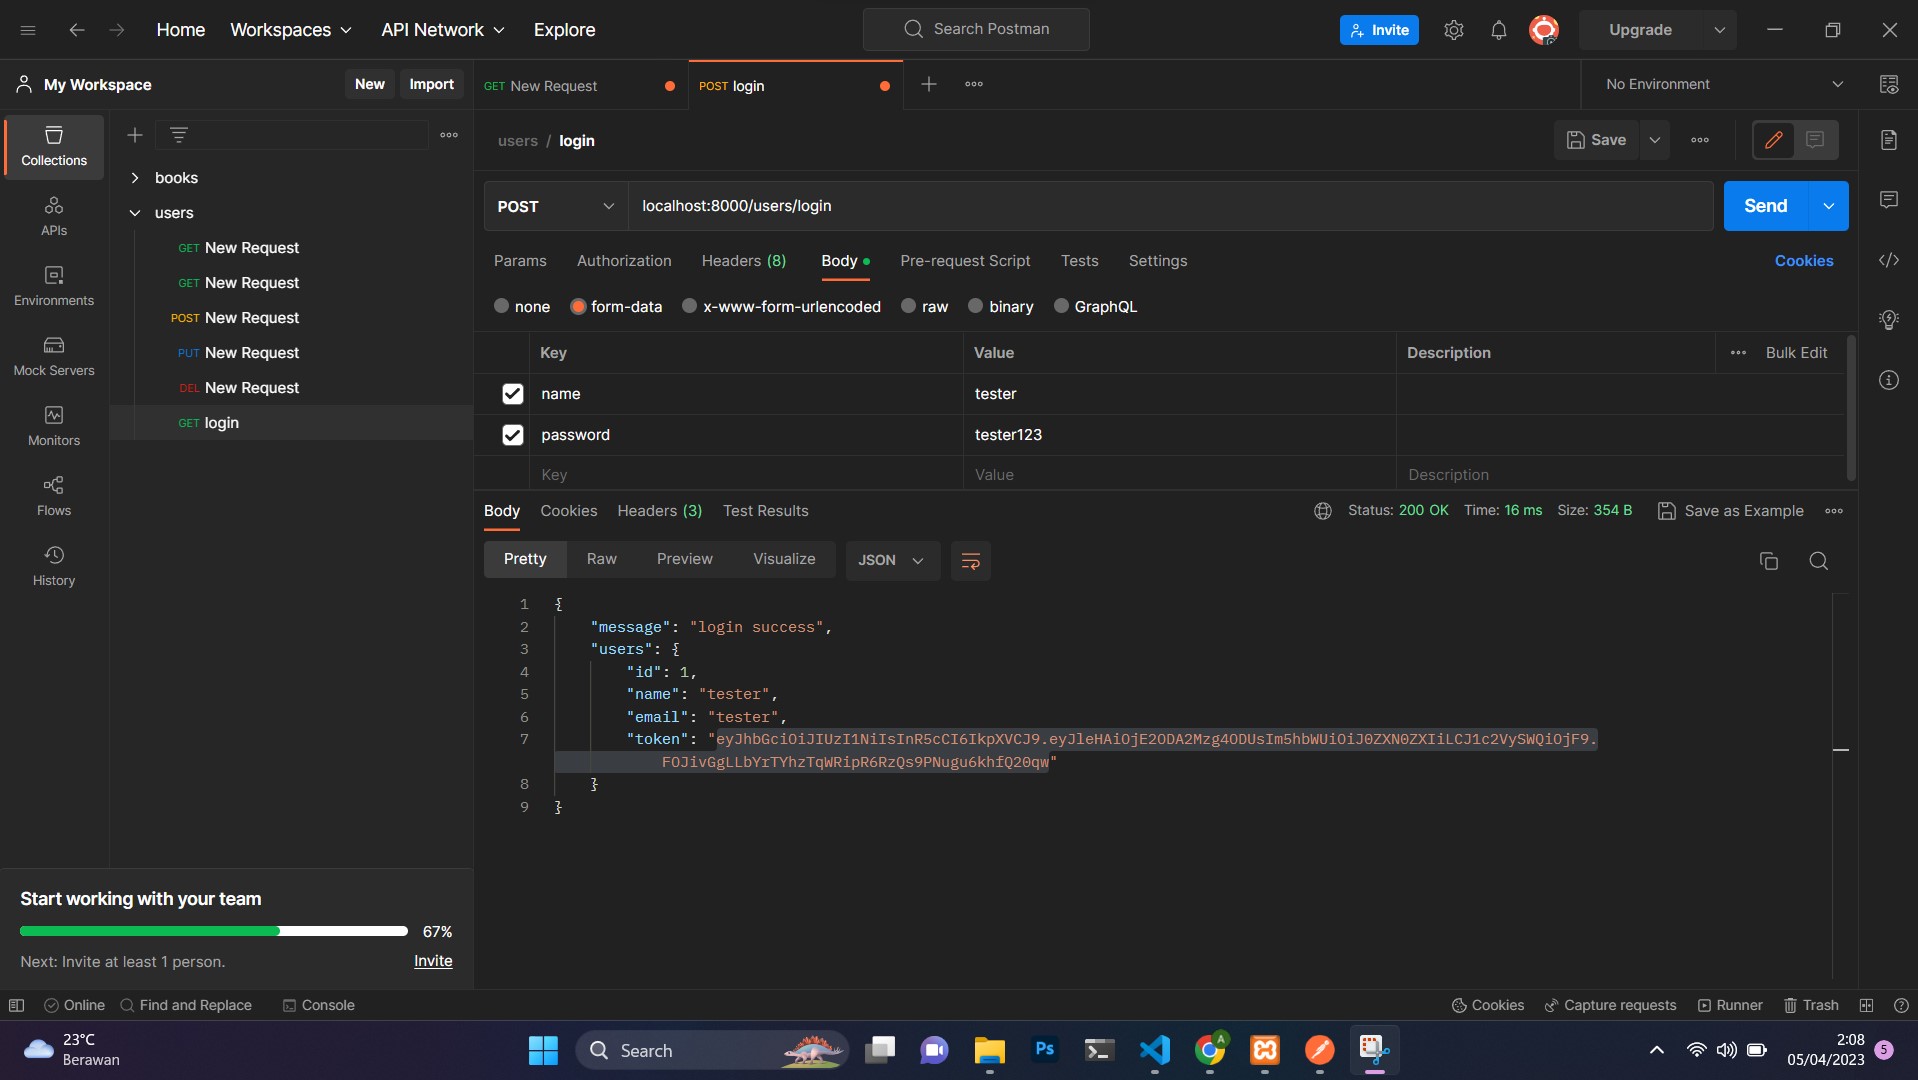 Home
Workspaces
API Network
Explore
Search Postman
Invite
Upgrade
My Workspace
New
Import
GET New Request
POST login
No Environment
Collections
APIs
Environments
Mock Servers
Monitors
Flows
History
books
users
GET New Request
GET New Request
POST New Request
PUT New Request
DEL New Request
GET login
users / login
Save
POST
localhost:8000/users/login
Send
Params
Authorization
Headers (8)
Body
Pre-request Script
Tests
Settings
Cookies
none
form-data
x-www-form-urlencoded
raw
binary
GraphQL
Key
Value
Description
Bulk Edit
name
tester
password
tester123
Key
Value
Description
Body
Cookies
Headers (3)
Test Results
Status: 200 OK
Time: 16 ms
Size: 354 B
Save as Example
Pretty
Raw
Preview
Visualize
JSON
1 {
2 "message": "login success",
3 "users": {
4 "id": 1,
5 "name": "tester",
6 "email": "tester",
7 "token": "eyJhbGciOiJIUzI1NiIsInR5cCI6IkpXVCJ9.eyJleHAiOjE2ODA2Mzg4ODUsIm5hbWUiOiJ0ZXN0ZXIiLCJ1c2VySWQiOjF9.
FOJivGgLLbYrTYhzTqWRipR6RzQs9PNugu6khfQ20qw"
8 }
9 }
Start working with your team
67%
Next: Invite at least 1 person.
Invite
Online
Find and Replace
Console
Cookies
Capture requests
Runner
Trash
23°C
Berawan
Search
Ps
A
2:08
05/04/2023
5